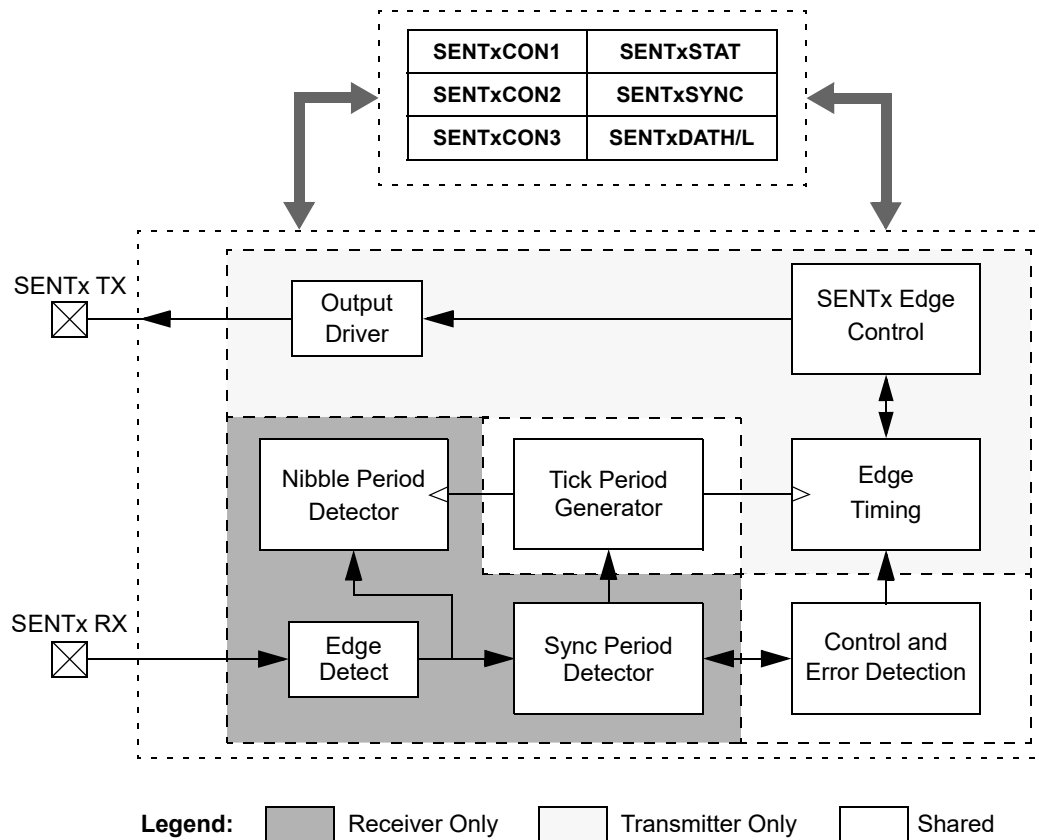 SENTxCON1 SENTxSTAT
SENTxCON2 SENTxSYNC
SENTxCON3 SENTxDATH/L
SENTx TX
Output
Driver
SENTx Edge
Control
Nibble Period
Detector
Tick Period
Generator
Edge
Timing
SENTx RX
Edge
Detect
Sync Period
Detector
Control and
Error Detection
Legend: Receiver Only Transmitter Only Shared